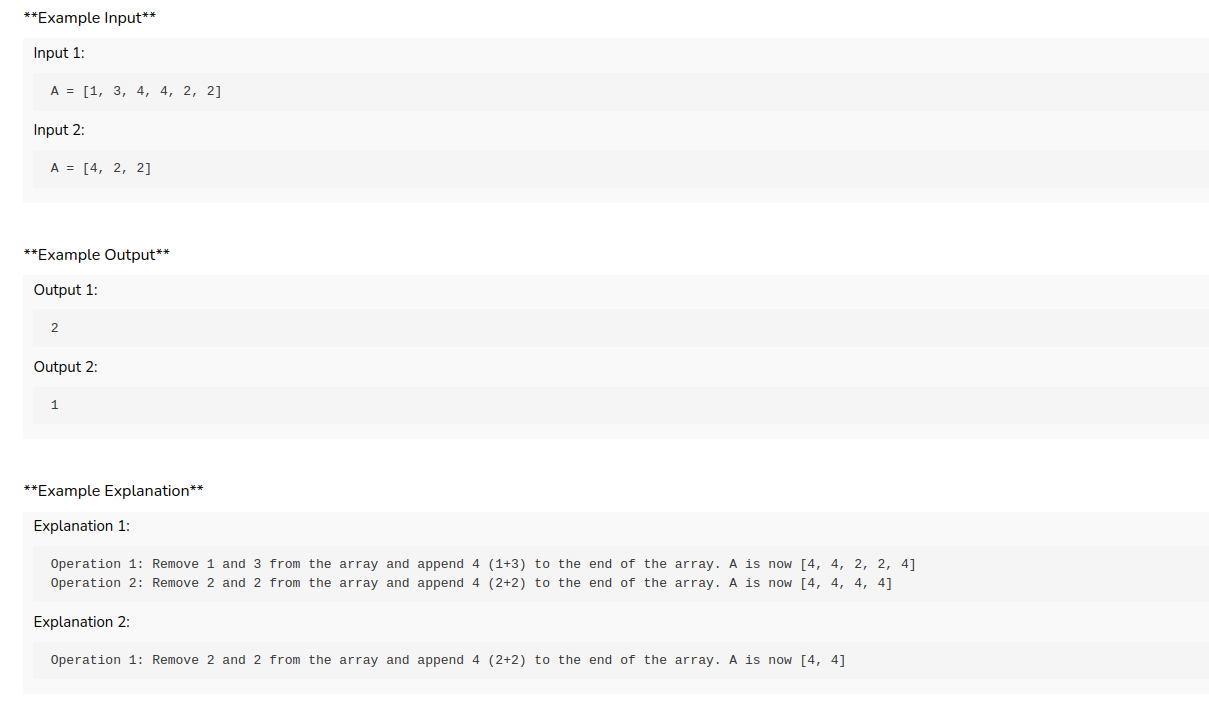 **Example Input**
Input 1:
A = [1, 3, 4, 4, 2, 2]
Input 2:
A = [4, 2, 2]
**Example Output**
Output 1:
2
Output 2:
1
**Example Explanation**
Explanation 1:
Operation 1: Remove 1 and 3 from the array and append 4 (1+3) to the end of the array. A is now [4, 4, 2, 2, 4]
Operation 2: Remove 2 and 2 from the array and append 4 (2+2) to the end of the array. A is now [4, 4, 4, 4]
Explanation 2:
Operation 1: Remove 2 and 2 from the array and append 4 (2+2) to the end of the array. A is now [4, 4]